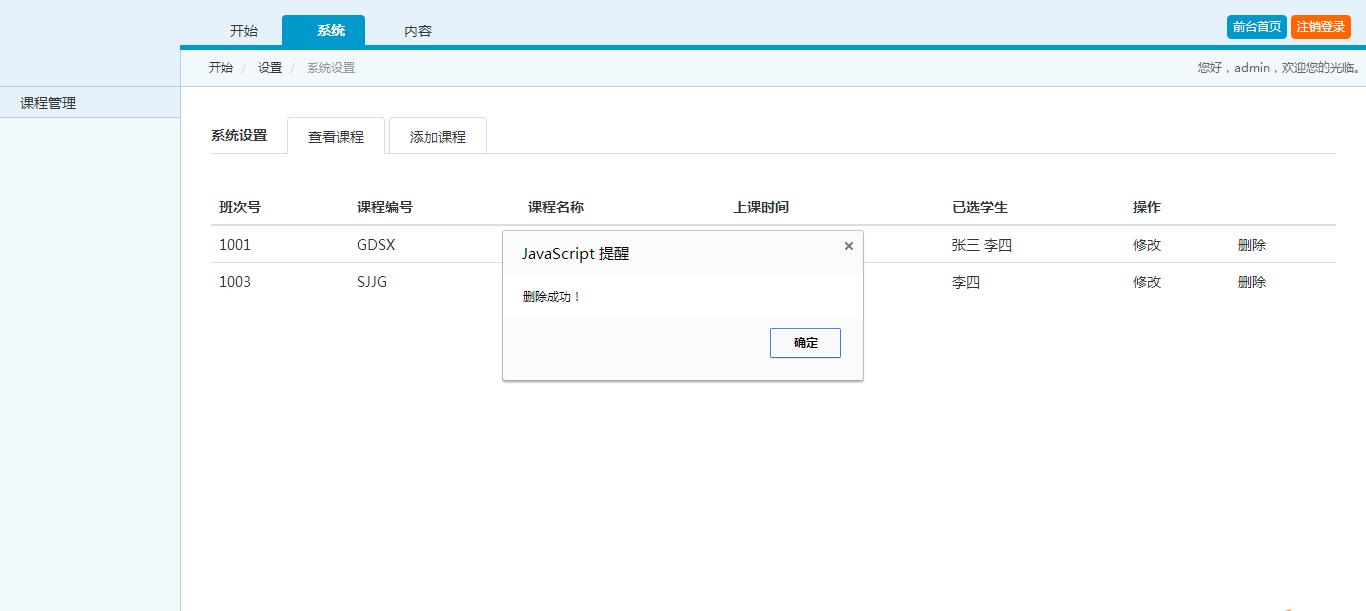 开始 系统 内容 前台首页 注销登录
开始 / 设置 / 系统设置 您好，admin，欢迎您的光临。
课程管理
系统设置 查看课程 添加课程
班次号 课程编号 课程名称 上课时间 已选学生 操作
1001 GDSX 张三 李四 修改 删除
1003 SJJG 李四 修改 删除
JavaScript 提醒 ×
删除成功！
确定